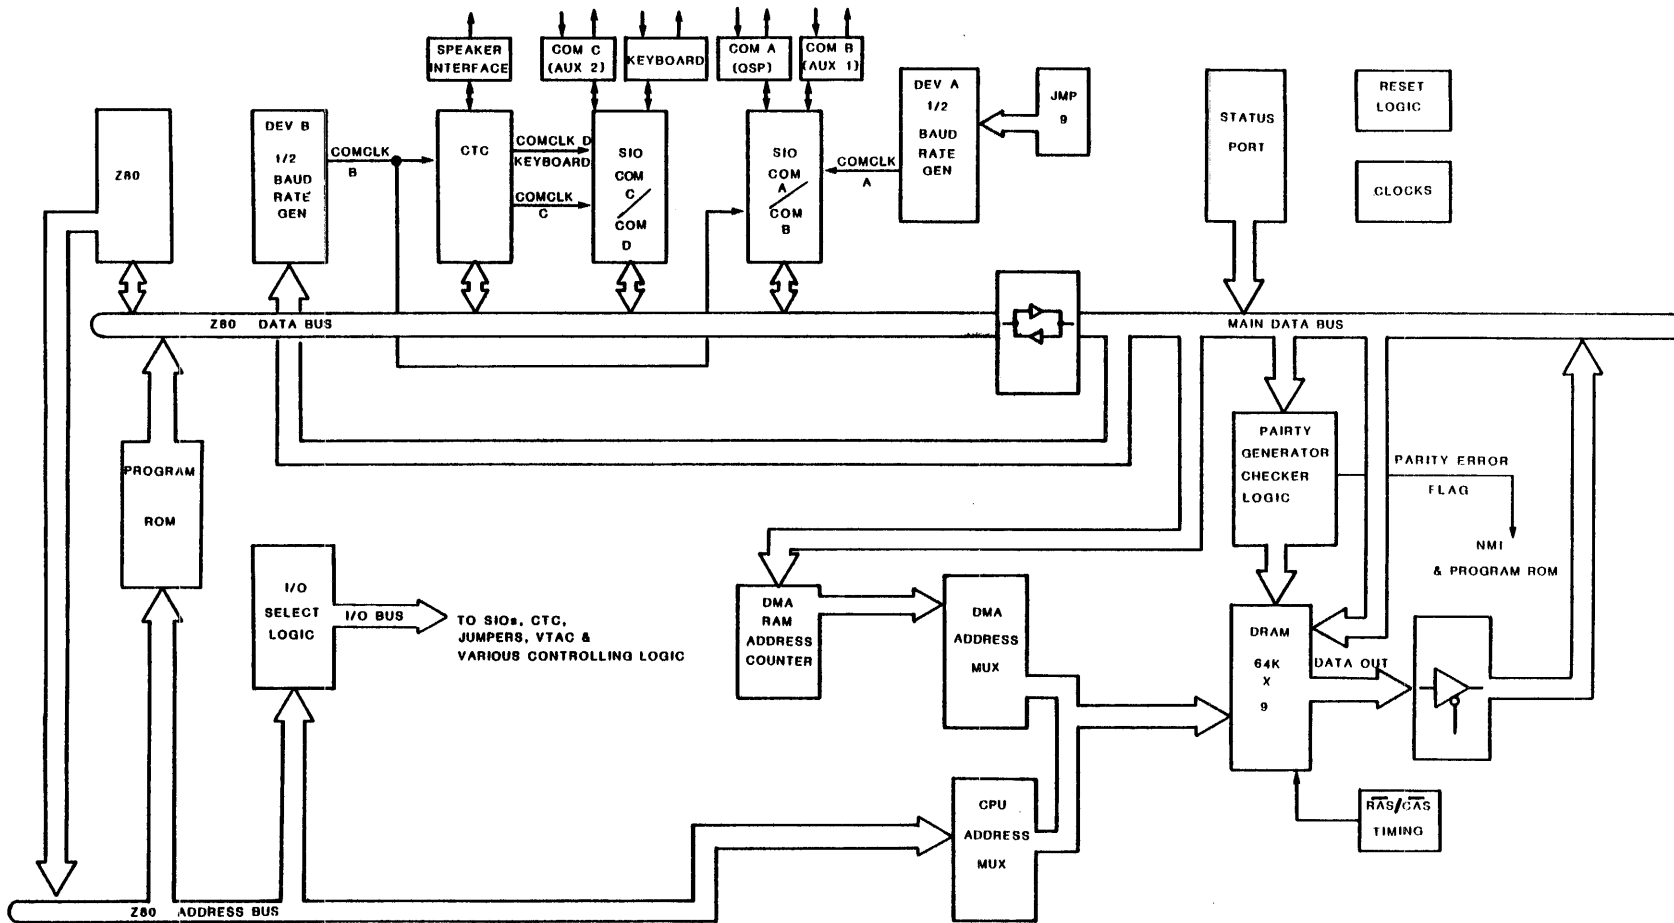 SPEAKER
INTERFACE
COM C
(AUX 2)
KEYBOARD
COM A
(QSP)
COM B
(AUX 1)
Z80
DEV B
1/2
BAUD
RATE
GEN
COMCLK
B
CTC
COMCLK D
KEYBOARD
COMCLK
C
SIO
COM
C
/
COM
D
SIO
COM
A
/
COM
B
COMCLK
A
DEV A
1/2
BAUD
RATE
GEN
JMP
9
STATUS
PORT
RESET
LOGIC
CLOCKS
Z80 DATA BUS
MAIN DATA BUS
PROGRAM
ROM
PAIRTY
GENERATOR
CHECKER
LOGIC
PARITY ERROR
FLAG
NMI
& PROGRAM ROM
I/O
SELECT
LOGIC
I/O BUS
TO SIOs, CTC,
JUMPERS, VTAC &
VARIOUS CONTROLLING LOGIC
DMA
RAM
ADDRESS
COUNTER
DMA
ADDRESS
MUX
DRAM
64K
X
9
DATA OUT
CPU
ADDRESS
MUX
RAS/CAS
TIMING
Z80 ADDRESS BUS